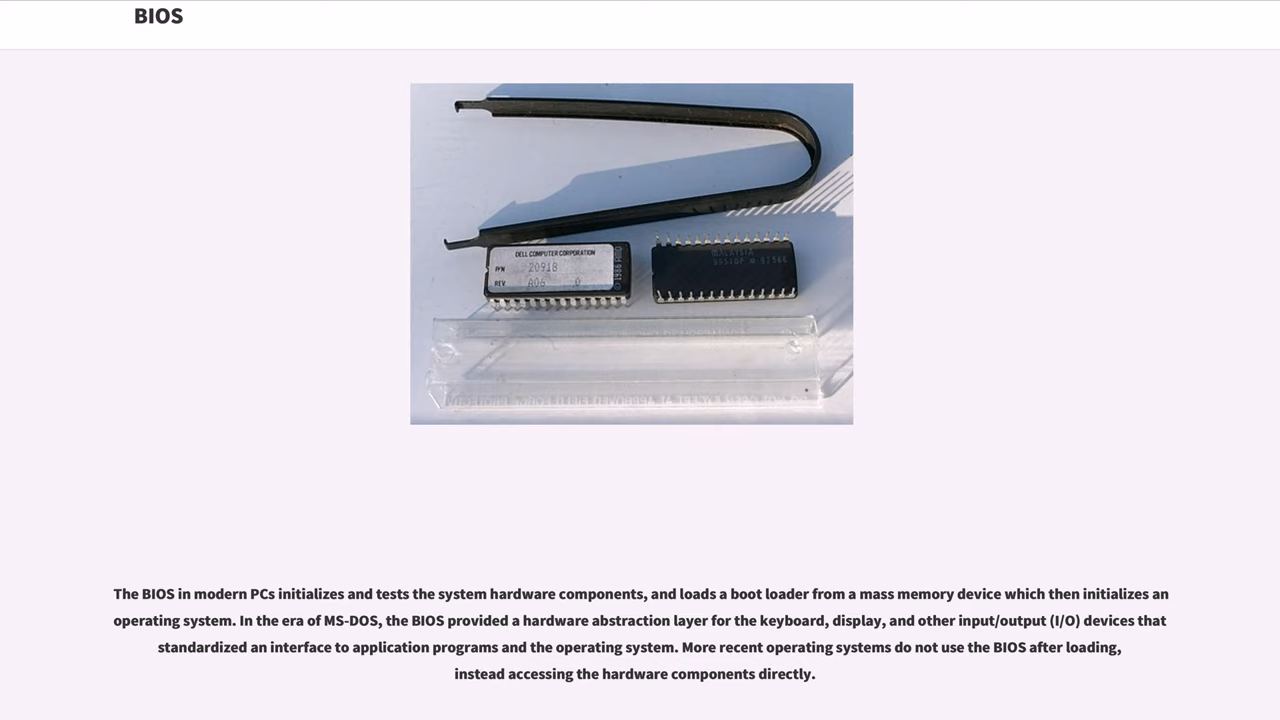 BIOS
DELL COMPUTER CORPORATION
P/N 20918
REV. A06 0
© 1986
MALAYSIA
The BIOS in modern PCs initializes and tests the system hardware components, and loads a boot loader from a mass memory device which then initializes an
operating system. In the era of MS-DOS, the BIOS provided a hardware abstraction layer for the keyboard, display, and other input/output (I/O) devices that
standardized an interface to application programs and the operating system. More recent operating systems do not use the BIOS after loading,
instead accessing the hardware components directly.